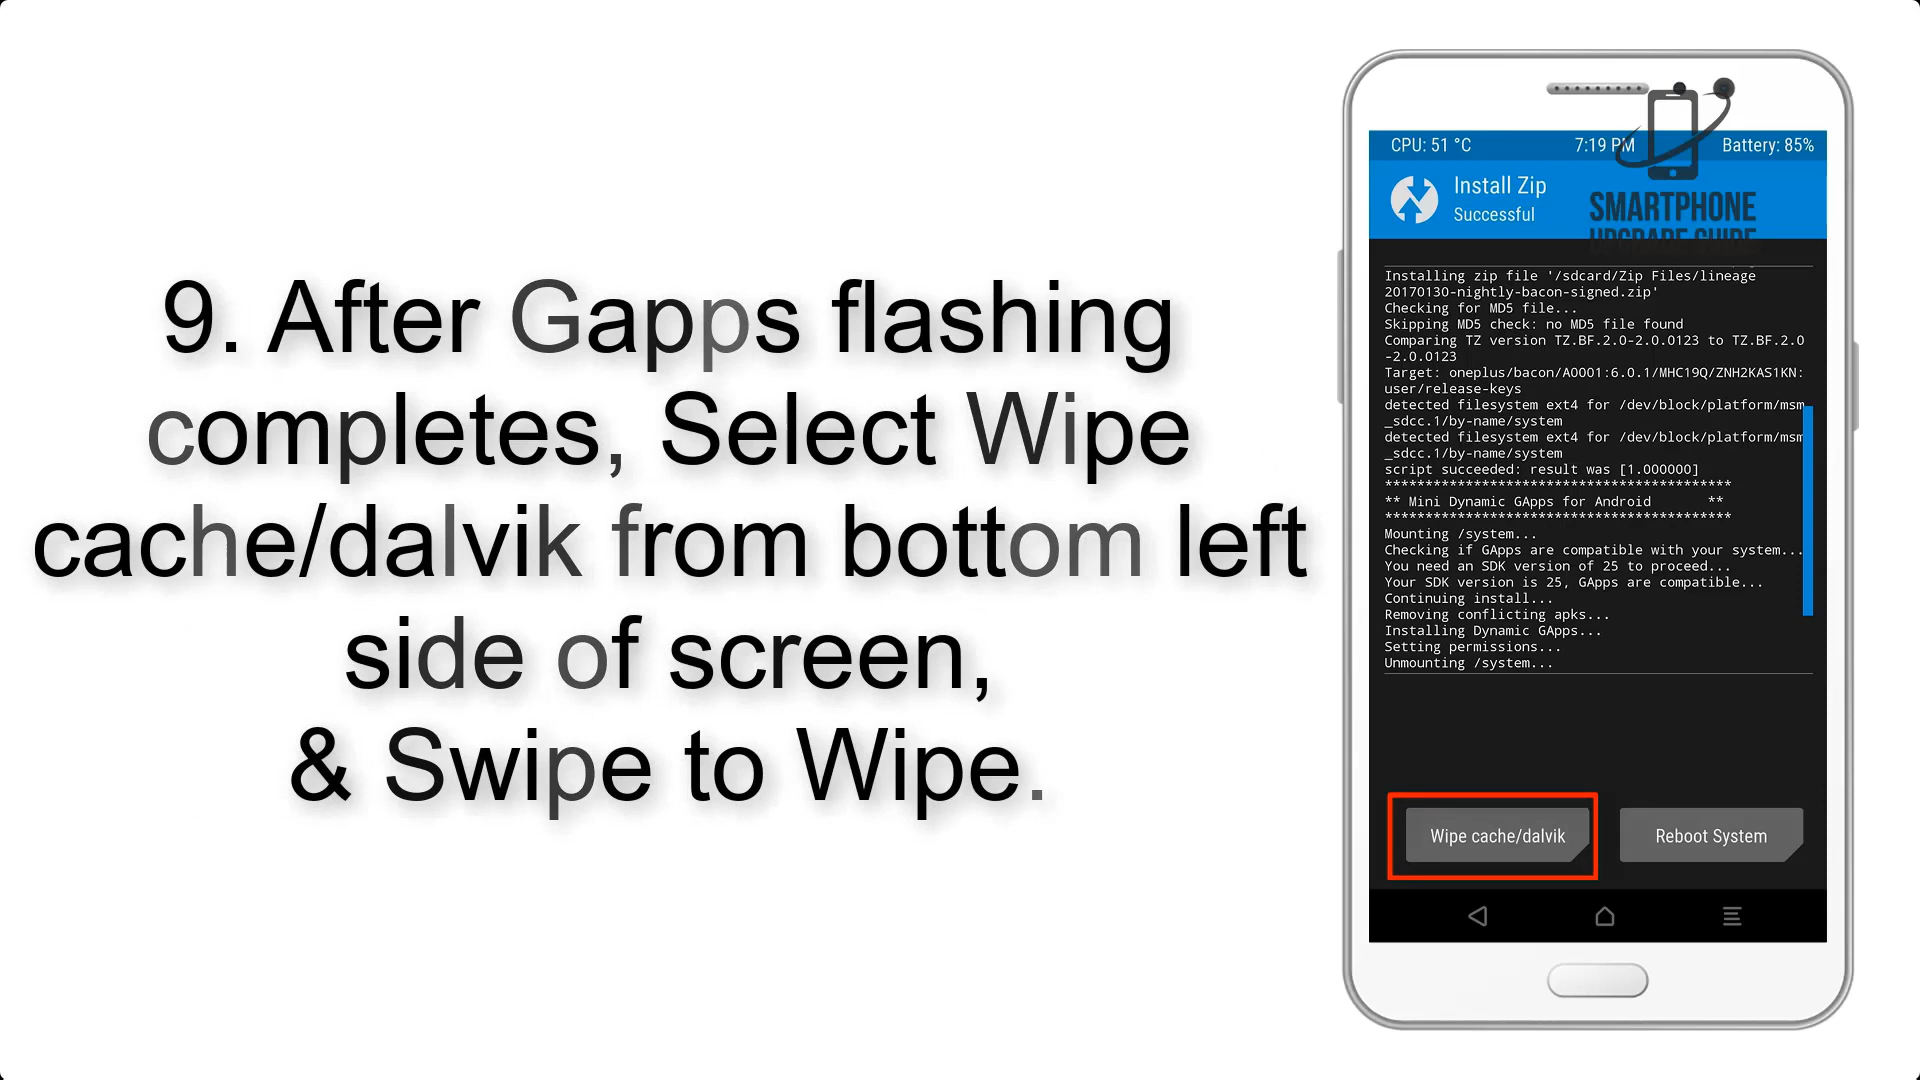 9. After Gapps flashing
completes, Select Wipe
cache/dalvik from bottom left
side of screen,
& Swipe to Wipe.
CPU: 51 °C 7:19 PM Battery: 85%
Install Zip
Successful
SMARTPHONE
UPGRADE GUIDE
Installing zip file '/sdcard/Zip Files/lineage
20170130-nightly-bacon-signed.zip'
Checking for MD5 file...
Skipping MD5 check: no MD5 file found
Comparing TZ version TZ.BF.2.0-2.0.0123 to TZ.BF.2.0
-2.0.0123
Target: oneplus/bacon/A0001:6.0.1/MHC19Q/ZNH2KAS1KN:
user/release-keys
detected filesystem ext4 for /dev/block/platform/msm
_sdcc.1/by-name/system
detected filesystem ext4 for /dev/block/platform/msm
_sdcc.1/by-name/system
script succeeded: result was [1.000000]
*******************************************
** Mini Dynamic GApps for Android **
*******************************************
Mounting /system...
Checking if GApps are compatible with your system...
You need an SDK version of 25 to proceed...
Your SDK version is 25, GApps are compatible...
Continuing install...
Removing conflicting apks...
Installing Dynamic GApps...
Setting permissions...
Unmounting /system...
Wipe cache/dalvik Reboot System